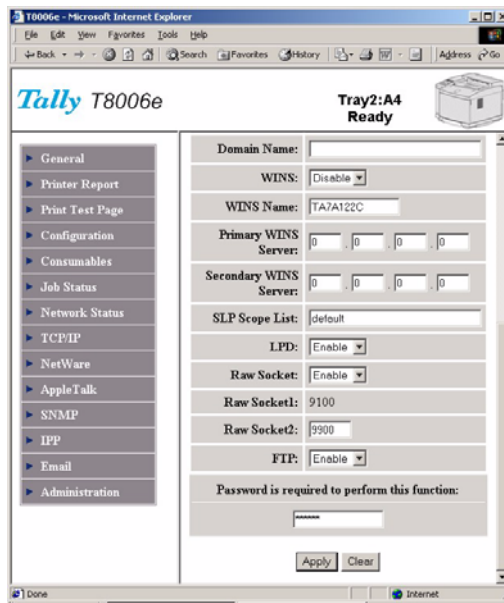 T8006e - Microsoft Internet Explorer
File Edit View Favorites Tools Help
Back Search Favorites History Address Go
Tally T8006e
Tray2:A4
Ready
General
Printer Report
Print Test Page
Configuration
Consumables
Job Status
Network Status
TCP/IP
NetWare
AppleTalk
SNMP
IPP
Email
Administration
Domain Name:
WINS: Disable
WINS Name: TA7A122C
Primary WINS
Server: 0 . 0 . 0 . 0
Secondary WINS
Server: 0 . 0 . 0 . 0
SLP Scope List: default
LPD: Enable
Raw Socket: Enable
Raw Socket1: 9100
Raw Socket2: 9900
FTP: Enable
Password is required to perform this function:
******
Apply Clear
Done Internet